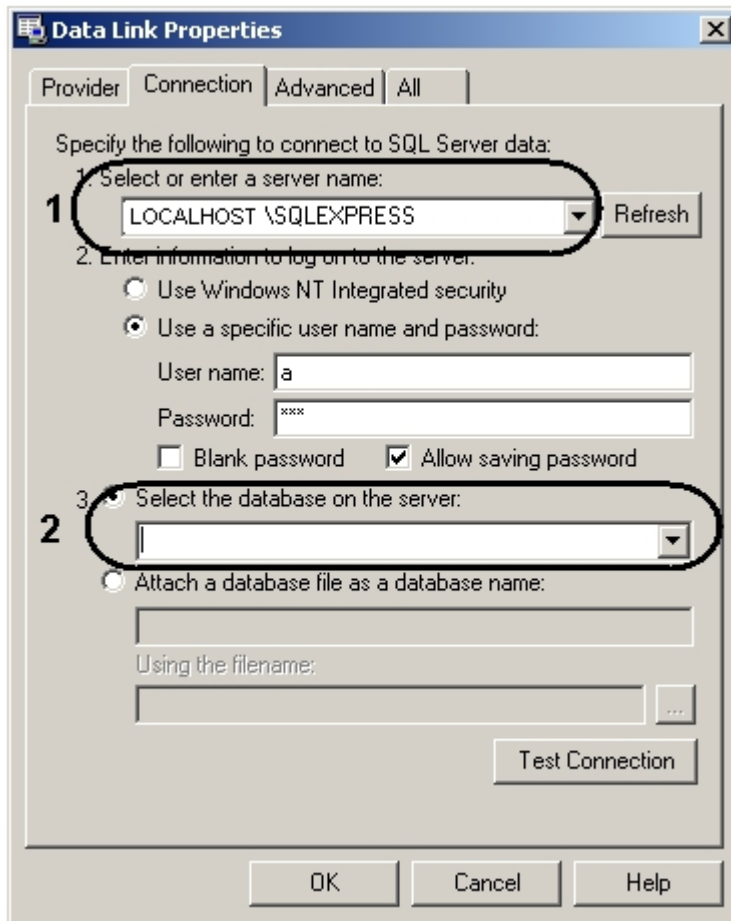 Data Link Properties
Provider Connection Advanced All
Specify the following to connect to SQL Server data:
1. Select or enter a server name:
1
LOCALHOST \SQLEXPRESS Refresh
2. Enter information to log on to the server:
Use Windows NT Integrated security
Use a specific user name and password:
User name: a
Password: ***
Blank password Allow saving password
3. Select the database on the server:
2
Attach a database file as a database name:
Using the filename:
...
Test Connection
OK Cancel Help